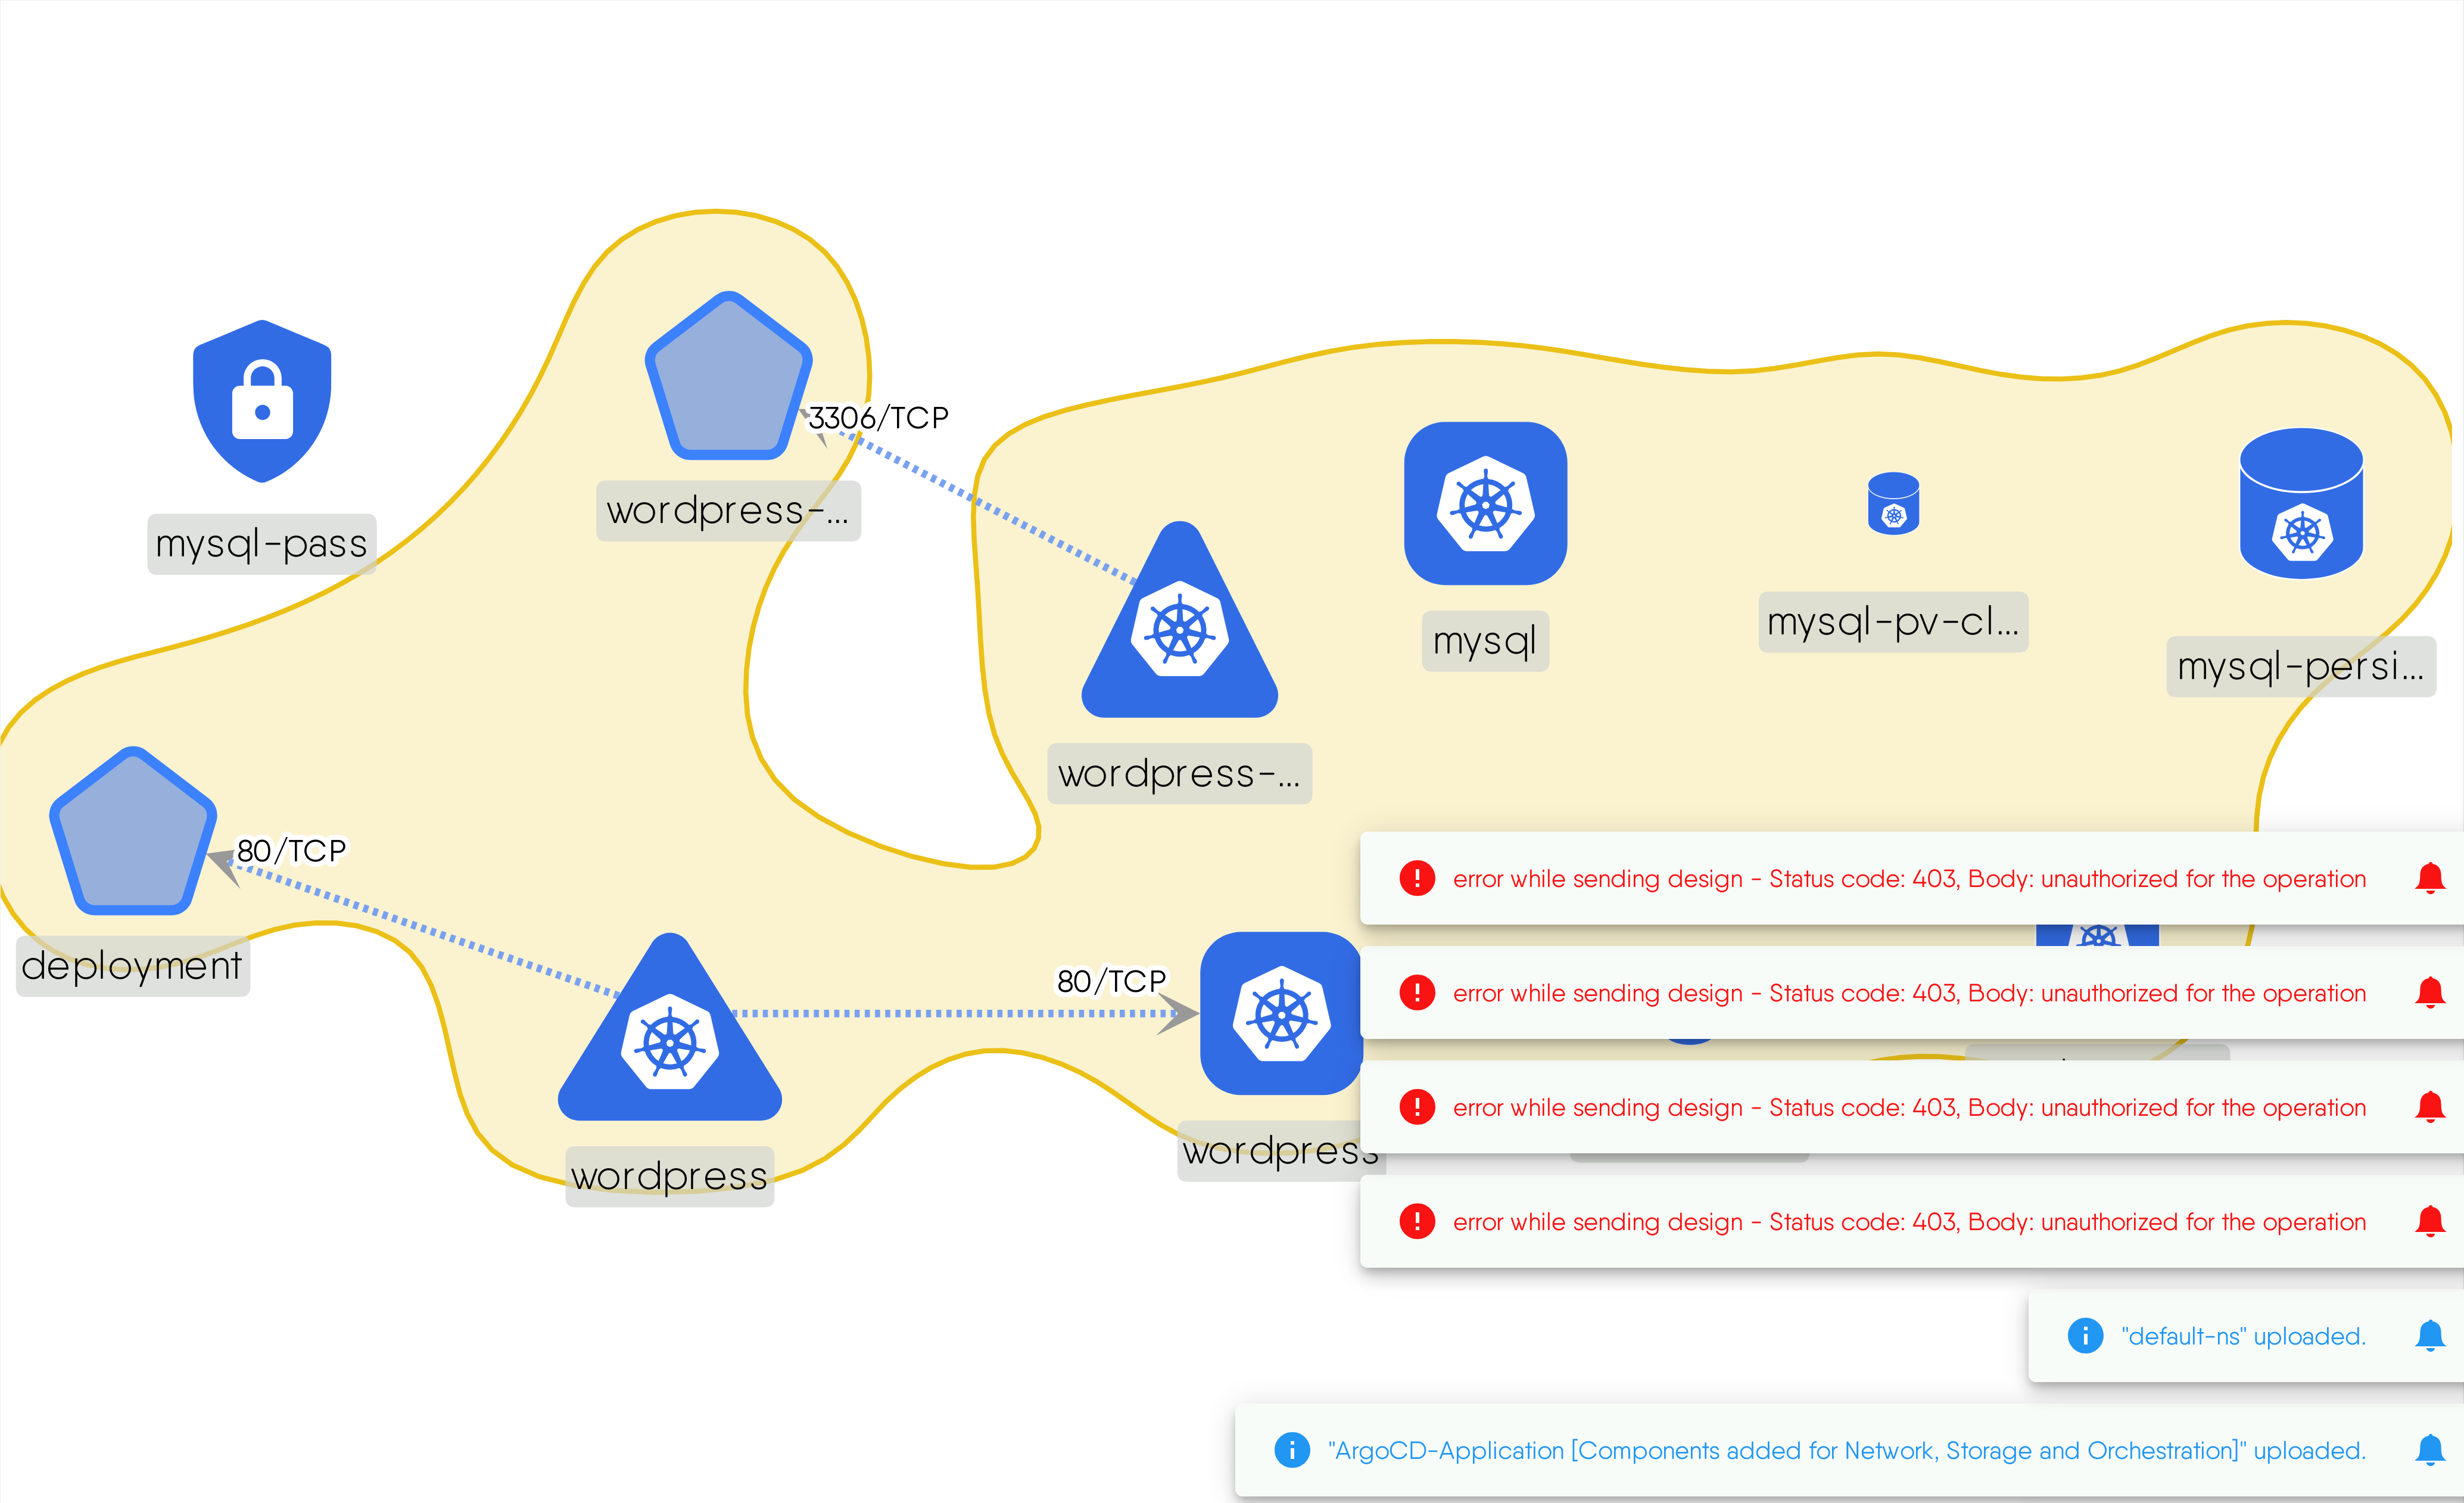 3306/TCP
wordpress-...
mysql-pass
mysql
mysql-pv-cl...
mysql-persi...
wordpress-...
80/TCP
deployment
80/TCP
wordpress
wordpress
error while sending design - Status code: 403, Body: unauthorized for the operation
error while sending design - Status code: 403, Body: unauthorized for the operation
error while sending design - Status code: 403, Body: unauthorized for the operation
error while sending design - Status code: 403, Body: unauthorized for the operation
"default-ns" uploaded.
"ArgoCD-Application [Components added for Network, Storage and Orchestration]" uploaded.